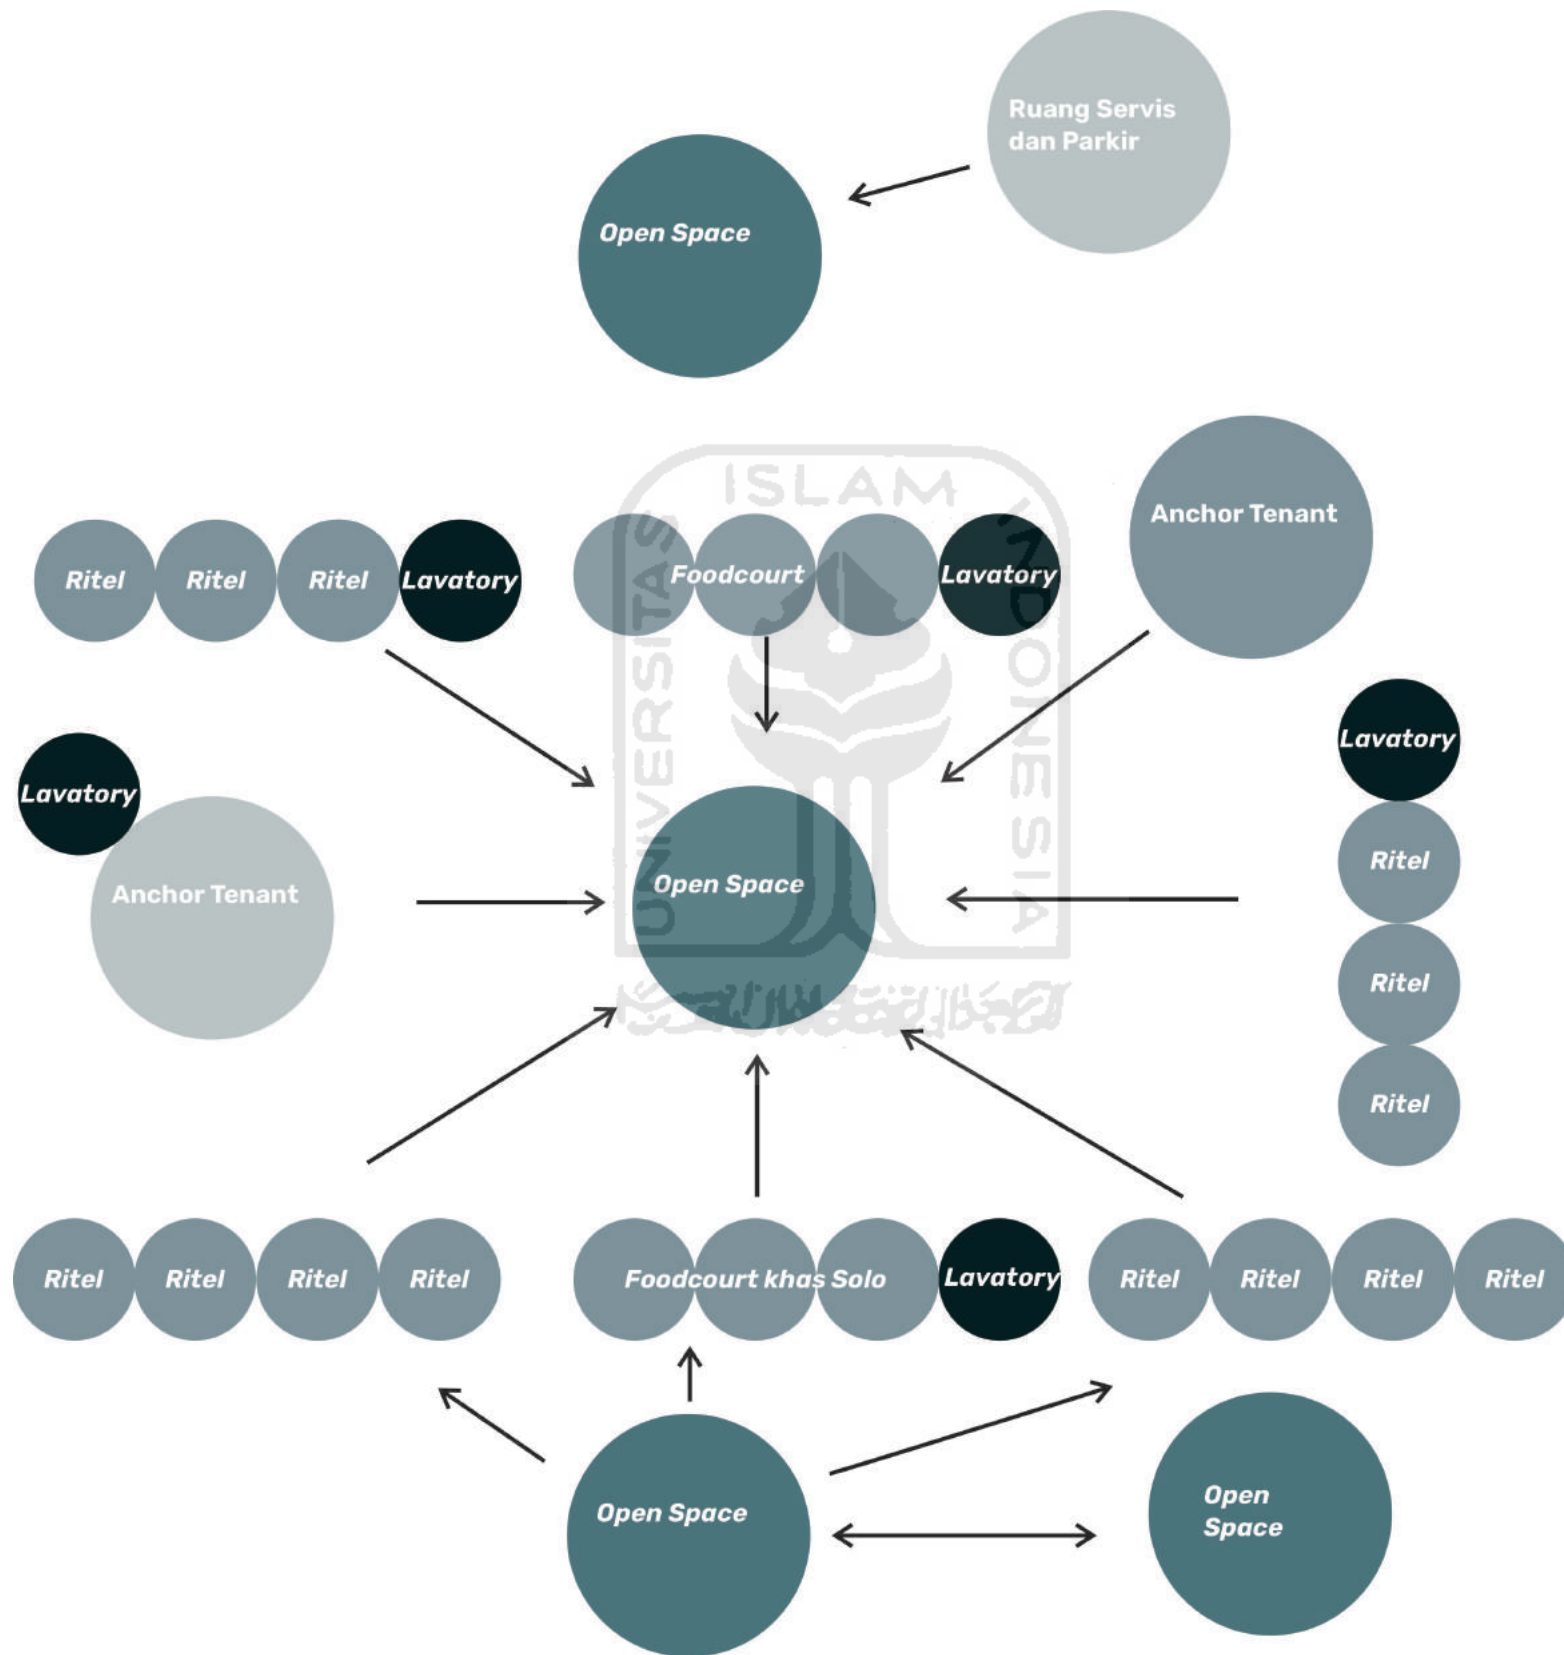 Ruang Servis
dan Parkir
Open Space
Anchor Tenant
Ritel
Ritel
Ritel
Lavatory
Foodcourt
Lavatory
UNIVERSITAS
ISLAM
INDONESIA
Lavatory
Lavatory
Anchor Tenant
Open Space
Ritel
Ritel
Ritel
Ritel
Ritel
Ritel
Ritel
Foodcourt khas Solo
Lavatory
Ritel
Ritel
Ritel
Ritel
Open Space
Open
Space